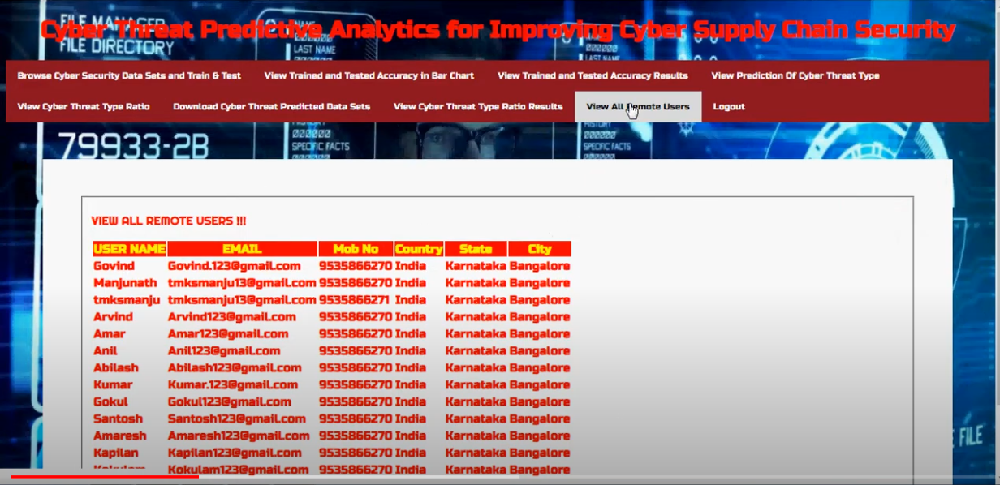 FILE MANAGER
FILE DIRECTORY
NAME
LAST NAME
Cyber Threat Predictive Analytics for Improving Cyber Supply Chain Security
Browse Cyber Security Data Sets and Train & Test View Trained and Tested Accuracy in Bar Chart View Trained and Tested Accuracy Results View Prediction Of Cyber Threat Type
View Cyber Threat Type Ratio Download Cyber Threat Predicted Data Sets View Cyber Threat Type Ratio Results View All Remote Users Logout
HISTORY
000000 000000
SPECIFIC FACTS SPECIFIC FACTS
79933-2B
VIEW ALL REMOTE USERS !!!
USER NAME EMAIL Mob No Country State City
Govind Govind.123@gmail.com 9535866270 India Karnataka Bangalore
Manjunath tmksmanju13@gmail.com 9535866270 India Karnataka Bangalore
tmksmanju tmksmanju13@gmail.com 9535866271 India Karnataka Bangalore
Arvind Arvind123@gmail.com 9535866270 India Karnataka Bangalore
Amar Amar123@gmail.com 9535866270 India Karnataka Bangalore
Anil Anil123@gmail.com 9535866270 India Karnataka Bangalore
Abilash Abilash123@gmail.com 9535866270 India Karnataka Bangalore
Kumar Kumar.123@gmail.com 9535866270 India Karnataka Bangalore
Gokul Gokul123@gmail.com 9535866270 India Karnataka Bangalore
Santosh Santosh123@gmail.com 9535866270 India Karnataka Bangalore
Amaresh Amaresh123@gmail.com 9535866270 India Karnataka Bangalore
Kapilan Kapilan123@gmail.com 9535866270 India Karnataka Bangalore
Kokulam123@gmail.com 9535866270 India Karnataka Bangalore
FILE